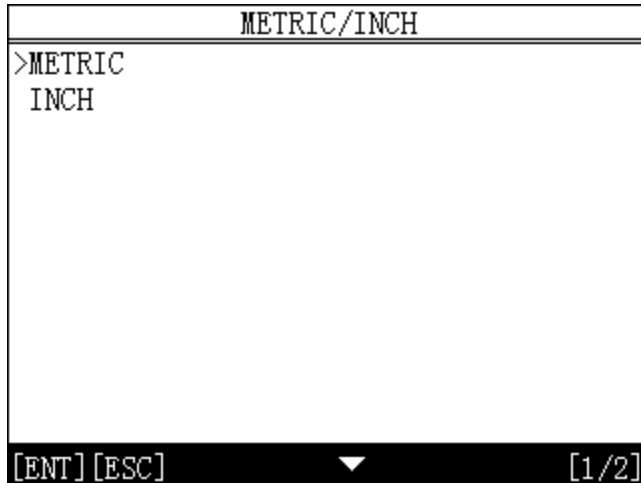 METRIC/INCH
>METRIC
INCH
[ENT][ESC] ▼ [1/2]